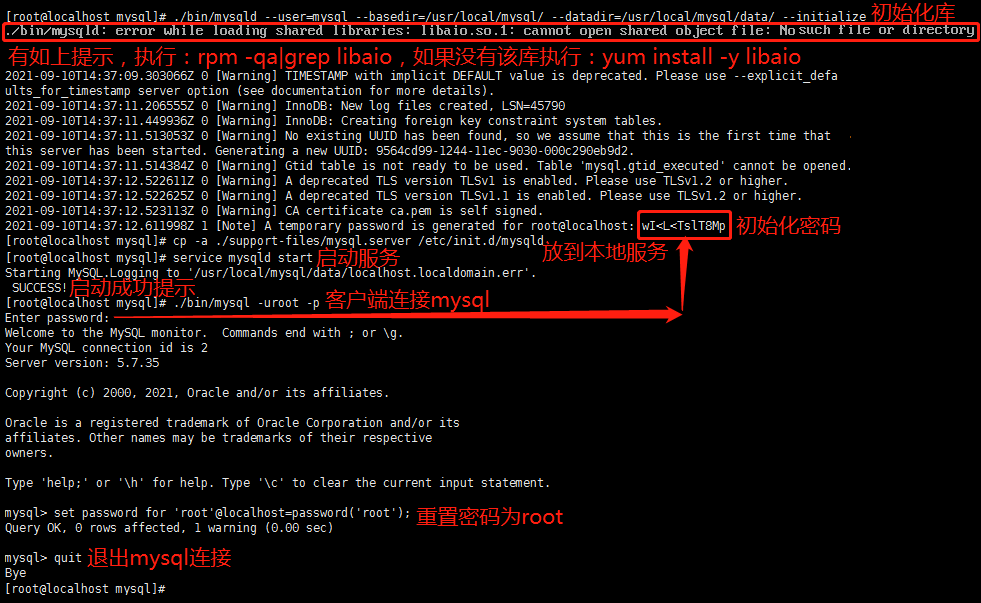 [root@localhost mysql]# ./bin/mysqld --user=mysql --basedir=/usr/local/mysql/ --datadir=/usr/local/mysql/data/ --initialize 初始化库
./bin/mysqld: error while loading shared libraries: libaio.so.1: cannot open shared object file: No such file or directory
有如上提示，执行：rpm -qa|grep libaio，如果没有该库执行：yum install -y libaio
2021-09-10T14:37:09.303066Z 0 [Warning] TIMESTAMP with implicit DEFAULT value is deprecated. Please use --explicit_defa
ults_for_timestamp server option (see documentation for more details).
2021-09-10T14:37:11.206555Z 0 [Warning] InnoDB: New log files created, LSN=45790
2021-09-10T14:37:11.449936Z 0 [Warning] InnoDB: Creating foreign key constraint system tables.
2021-09-10T14:37:11.513053Z 0 [Warning] No existing UUID has been found, so we assume that this is the first time that
this server has been started. Generating a new UUID: 9564cd99-1244-11ec-9030-000c290eb9d2.
2021-09-10T14:37:11.514384Z 0 [Warning] Gtid table is not ready to be used. Table 'mysql.gtid_executed' cannot be opened.
2021-09-10T14:37:12.522611Z 0 [Warning] A deprecated TLS version TLSv1 is enabled. Please use TLSv1.2 or higher.
2021-09-10T14:37:12.522625Z 0 [Warning] A deprecated TLS version TLSv1.1 is enabled. Please use TLSv1.2 or higher.
2021-09-10T14:37:12.523113Z 0 [Warning] CA certificate ca.pem is self signed.
2021-09-10T14:37:12.611998Z 1 [Note] A temporary password is generated for root@localhost: wI<L<TslT8Mp 初始化密码
[root@localhost mysql]# cp -a ./support-files/mysql.server /etc/init.d/mysqld 放到本地服务
[root@localhost mysql]# service mysqld start 启动服务
Starting MySQL.Logging to '/usr/local/mysql/data/localhost.localdomain.err'.
SUCCESS! 启动成功提示
[root@localhost mysql]# ./bin/mysql -uroot -p 客户端连接mysql
Enter password:
Welcome to the MySQL monitor.  Commands end with ; or \g.
Your MySQL connection id is 2
Server version: 5.7.35
Copyright (c) 2000, 2021, Oracle and/or its affiliates.
Oracle is a registered trademark of Oracle Corporation and/or its
affiliates. Other names may be trademarks of their respective
owners.
Type 'help;' or '\h' for help. Type '\c' to clear the current input statement.
mysql> set password for 'root'@localhost=password('root'); 重置密码为root
Query OK, 0 rows affected, 1 warning (0.00 sec)
mysql> quit 退出mysql连接
Bye
[root@localhost mysql]#